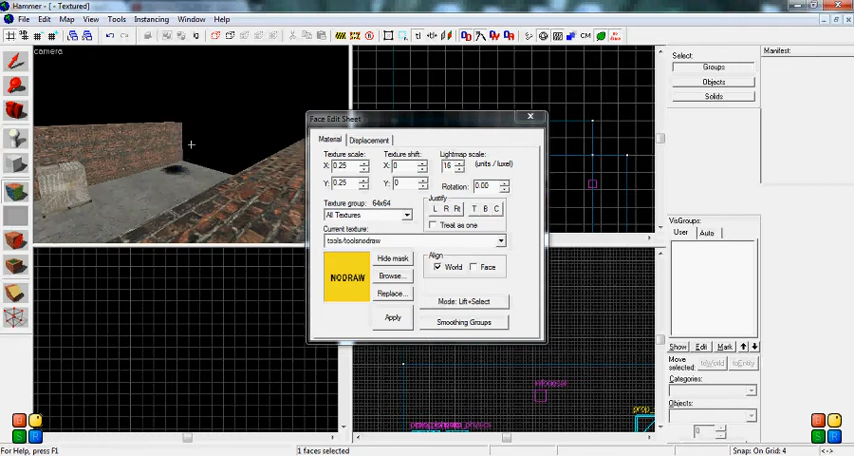 Hammer - [ - Textured]
File Edit Map Tools Instancing Window Help
camera
Face Edit Sheet
Material Displacement
Texture scale: Texture shift: Lightmap scale:
X: 0.25 X: 0 16 (units / luxel)
Y: 0.25 Y: 0 Rotation: 0.00
Texture group: 64x64 Justify
All Textures L R Fit T B C
Treat as one
Current texture:
tools/toolsnodraw
Align
World Face
NODRAW
Hide mask
Browse...
Replace...
Apply
Mode: Lift+Select
Smoothing Groups
Select:
Groups
Objects
Solids
Manifest:
VisGroups:
User Auto
Show Edit Mark
Move selected: toWorld toEntity
Categories:
Objects:
0
prop_
For Help, press F1 1 faces selected Snap: On Grid: 4 <->